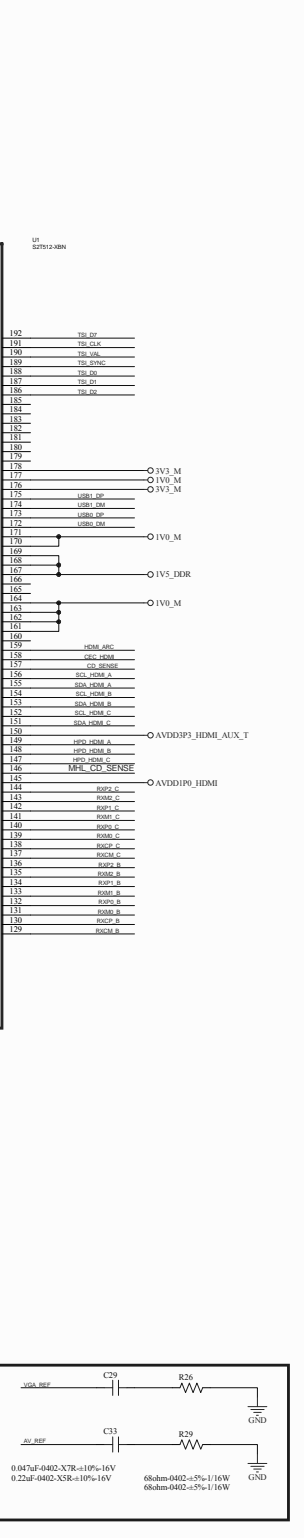 U1
S2T512-XBN
192 TSI_D7
191 TSI_CLK
190 TSI_VAL
189 TSI_SYNC
188 TSI_D0
187 TSI_D1
186 TSI_D2
185
184
183
182
181
180
179
178 3V3_M
177 1V0_M
176 3V3_M
175 USB1_DP
174 USB1_DM
173 USB0_DP
172 USB0_DM
171 1V0_M
170
169
168
167 1V5_DDR
166
165
164 1V0_M
163
162
161
160
159 HDMI_ARC
158 CEC_HDMI
157 CD_SENSE
156 SCL_HDMI_A
155 SDA_HDMI_A
154 SCL_HDMI_B
153 SDA_HDMI_B
152 SCL_HDMI_C
151 SDA_HDMI_C
150 AVDD3P3_HDMI_AUX_T
149 HPD_HDMI_A
148 HPD_HDMI_B
147 HPD_HDMI_C
146 MHL_CD_SENSE
145 AVDD1P0_HDMI
144 RXP2_C
143 RXM2_C
142 RXP1_C
141 RXM1_C
140 RXP0_C
139 RXM0_C
138 RXCP_C
137 RXCM_C
136 RXP2_B
135 RXM2_B
134 RXP1_B
133 RXM1_B
132 RXP0_B
131 RXM0_B
130 RXCP_B
129 RXCM_B
C29 R26
VGA_REF
GND
C33 R29
AV_REF
GND
0.047uF-0402-X7R-±10%-16V
0.22uF-0402-X5R-±10%-16V 68ohm-0402-±5%-1/16W
68ohm-0402-±5%-1/16W